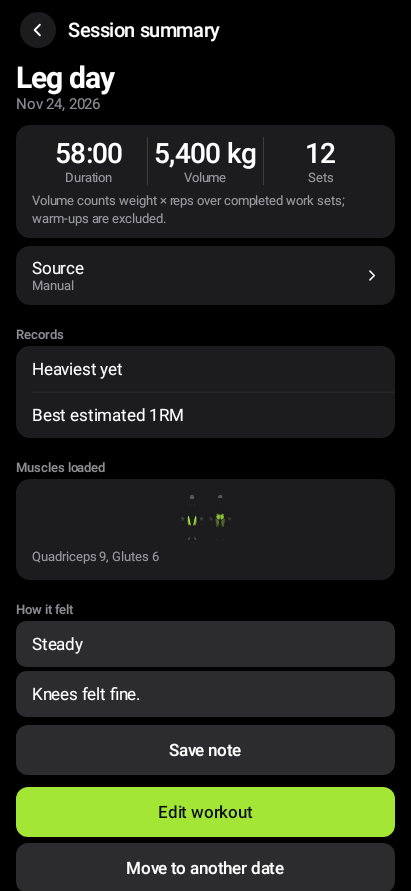 Session summary
Leg day
Nov 24, 2026
58:00
Duration
5,400 kg
Volume
12
Sets
Volume counts weight × reps over completed work sets;
warm-ups are excluded.
Source
Manual
Records
Heaviest yet
Best estimated 1RM
Muscles loaded
Quadriceps 9, Glutes 6
How it felt
Steady
Knees felt fine.
Save note
Edit workout
Move to another date